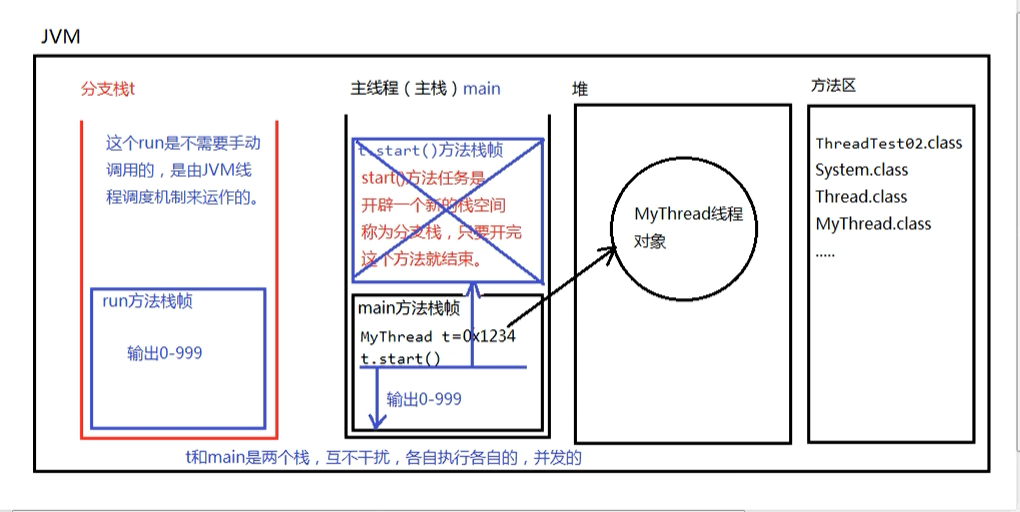 JVM
分支栈t
这个run是不需要手动
调用的，是由JVM线
程调度机制来运作的。
run方法栈帧
输出0-999
主线程（主栈）main
t.start()方法栈帧
start()方法任务是
开辟一个新的栈空间
称为分支栈，只要开完
这个方法就结束。
main方法栈帧
MyThread t=0x1234
t.start()
输出0-999
堆
MyThread线程
对象
方法区
ThreadTest02.class
System.class
Thread.class
MyThread.class
.....
t和main是两个栈，互不干扰，各自执行各自的，并发的